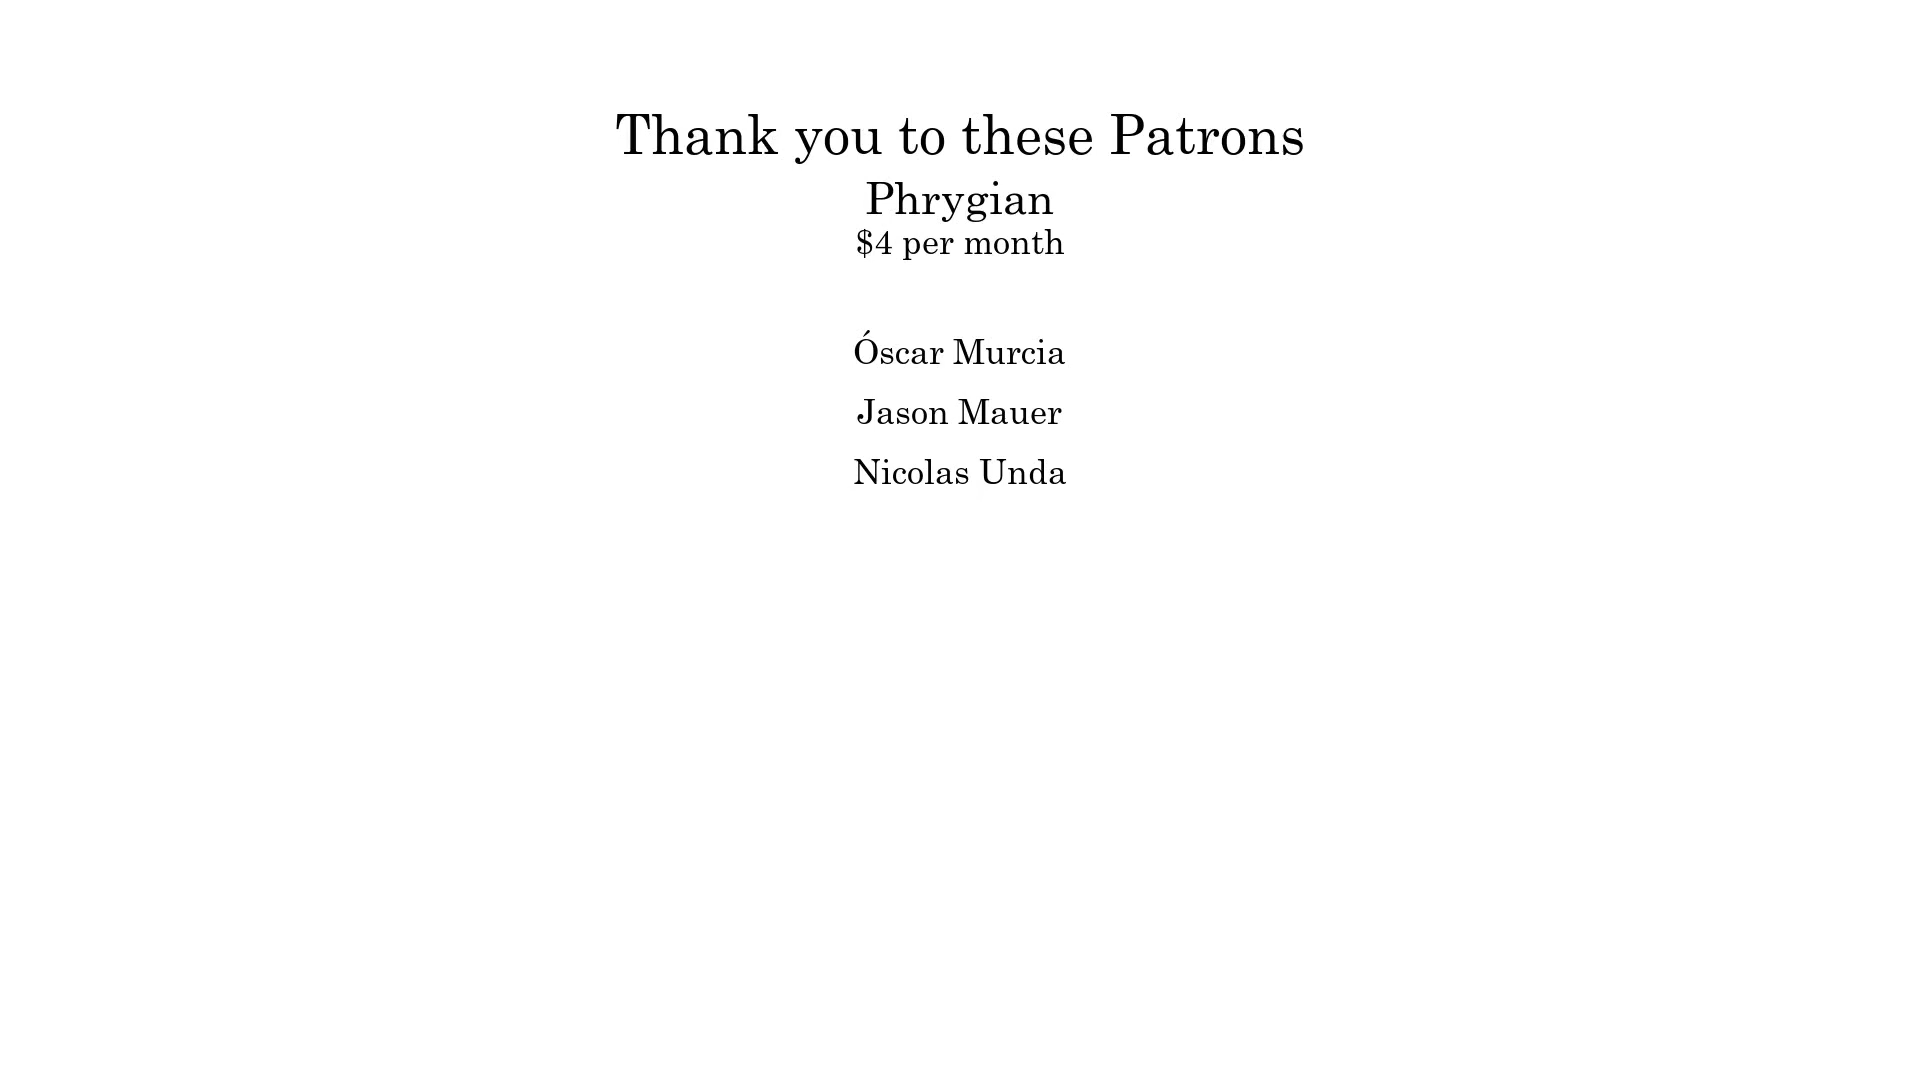 Thank you to these Patrons
Phrygian
$4 per month
Óscar Murcia
Jason Mauer
Nicolas Unda